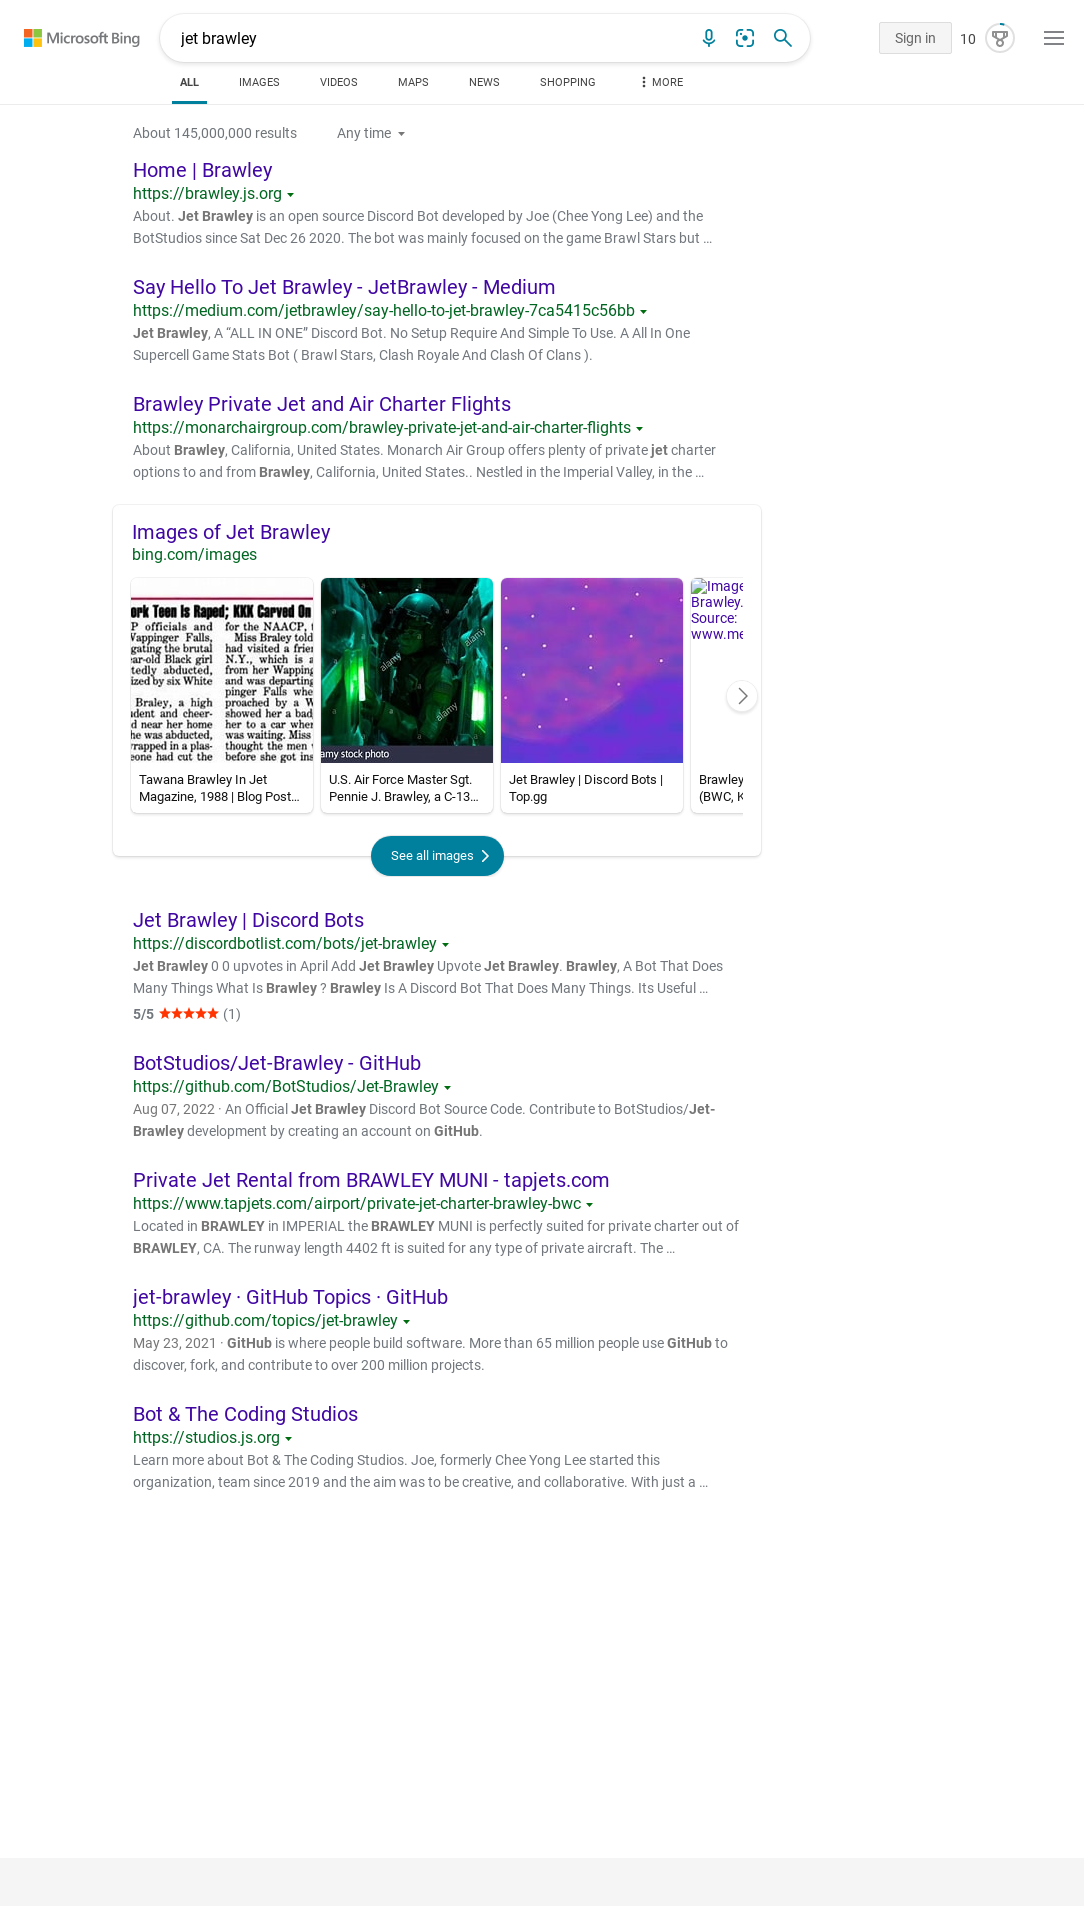 Microsoft Bing
jet brawley
Sign in
10
ALL
IMAGES
VIDEOS
MAPS
NEWS
SHOPPING
MORE
About 145,000,000 results
Any time
Home | Brawley
https://brawley.js.org
About. Jet Brawley is an open source Discord Bot developed by Joe (Chee Yong Lee) and the
BotStudios since Sat Dec 26 2020. The bot was mainly focused on the game Brawl Stars but ...
Say Hello To Jet Brawley - JetBrawley - Medium
https://medium.com/jetbrawley/say-hello-to-jet-brawley-7ca5415c56bb
Jet Brawley, A “ALL IN ONE” Discord Bot. No Setup Require And Simple To Use. A All In One
Supercell Game Stats Bot ( Brawl Stars, Clash Royale And Clash Of Clans ).
Brawley Private Jet and Air Charter Flights
https://monarchairgroup.com/brawley-private-jet-and-air-charter-flights
About Brawley, California, United States. Monarch Air Group offers plenty of private jet charter
options to and from Brawley, California, United States.. Nestled in the Imperial Valley, in the ...
Images of Jet Brawley
bing.com/images
ork Teen Is Raped; KKK Carved On
P officials and
Wappinger Falls,
gating the brutal
ear-old Black girl
tedly abducted,
ized by six White
Braley, a high
dent and cheer-
d near her home
he was abducted,
wrapped in a plas-
eone had cut the
for the NAACP, t
Miss Braley told
had visited a frie
N.Y., which is a
from her Wapping
and was departing
pinger Falls whe
proached by a W
showed her a badg
her to a car wher
was waiting. Miss
thought the men w
before she got ins
a
alamy
alamy
alamy
amy stock photo
Image
Brawley.
Source:
www.me
Tawana Brawley In Jet
Magazine, 1988 | Blog Post...
U.S. Air Force Master Sgt.
Pennie J. Brawley, a C-13...
Jet Brawley | Discord Bots |
Top.gg
Brawley
(BWC, K
See all images
Jet Brawley | Discord Bots
https://discordbotlist.com/bots/jet-brawley
Jet Brawley 0 0 upvotes in April Add Jet Brawley Upvote Jet Brawley. Brawley, A Bot That Does
Many Things What Is Brawley ? Brawley Is A Discord Bot That Does Many Things. Its Useful ...
5/5 ★★★★★ (1)
BotStudios/Jet-Brawley - GitHub
https://github.com/BotStudios/Jet-Brawley
Aug 07, 2022 · An Official Jet Brawley Discord Bot Source Code. Contribute to BotStudios/Jet-
Brawley development by creating an account on GitHub.
Private Jet Rental from BRAWLEY MUNI - tapjets.com
https://www.tapjets.com/airport/private-jet-charter-brawley-bwc
Located in BRAWLEY in IMPERIAL the BRAWLEY MUNI is perfectly suited for private charter out of
BRAWLEY, CA. The runway length 4402 ft is suited for any type of private aircraft. The ...
jet-brawley · GitHub Topics · GitHub
https://github.com/topics/jet-brawley
May 23, 2021 · GitHub is where people build software. More than 65 million people use GitHub to
discover, fork, and contribute to over 200 million projects.
Bot & The Coding Studios
https://studios.js.org
Learn more about Bot & The Coding Studios. Joe, formerly Chee Yong Lee started this
organization, team since 2019 and the aim was to be creative, and collaborative. With just a ...